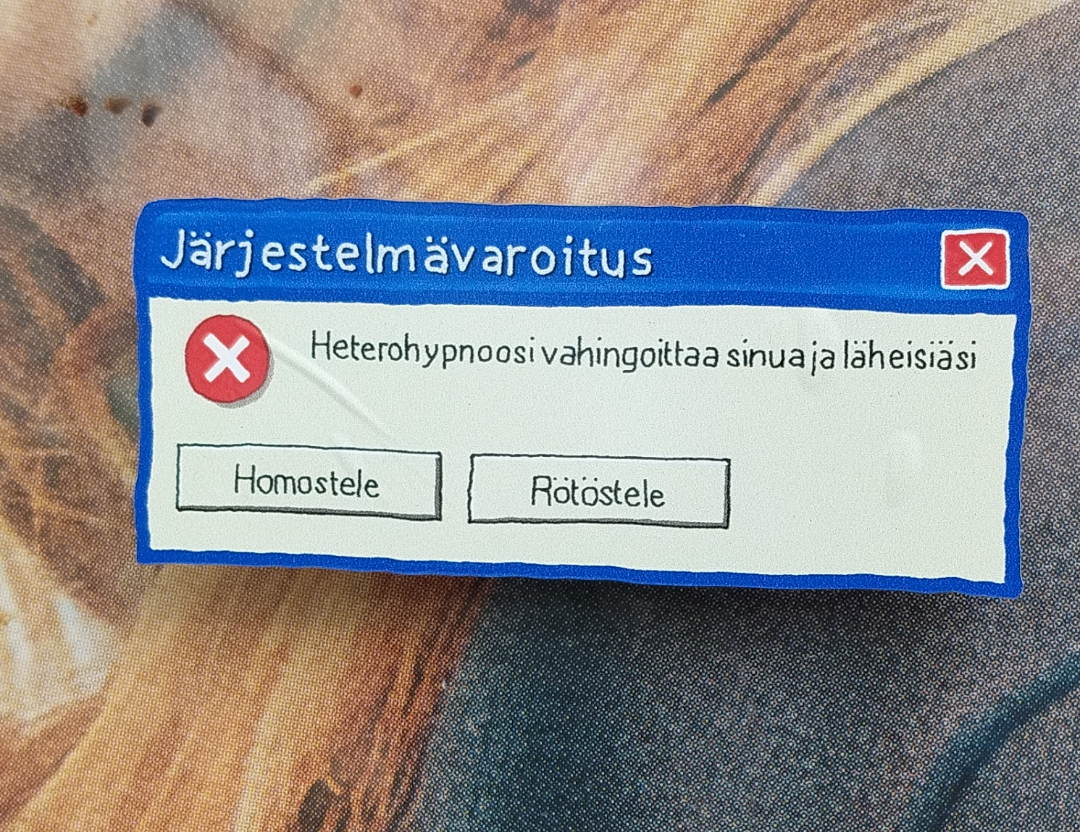 Järjestelmävaroitus
Heterohypnoosi vahingoittaa sinua ja läheisiäsi
Homostele
Rötöstele